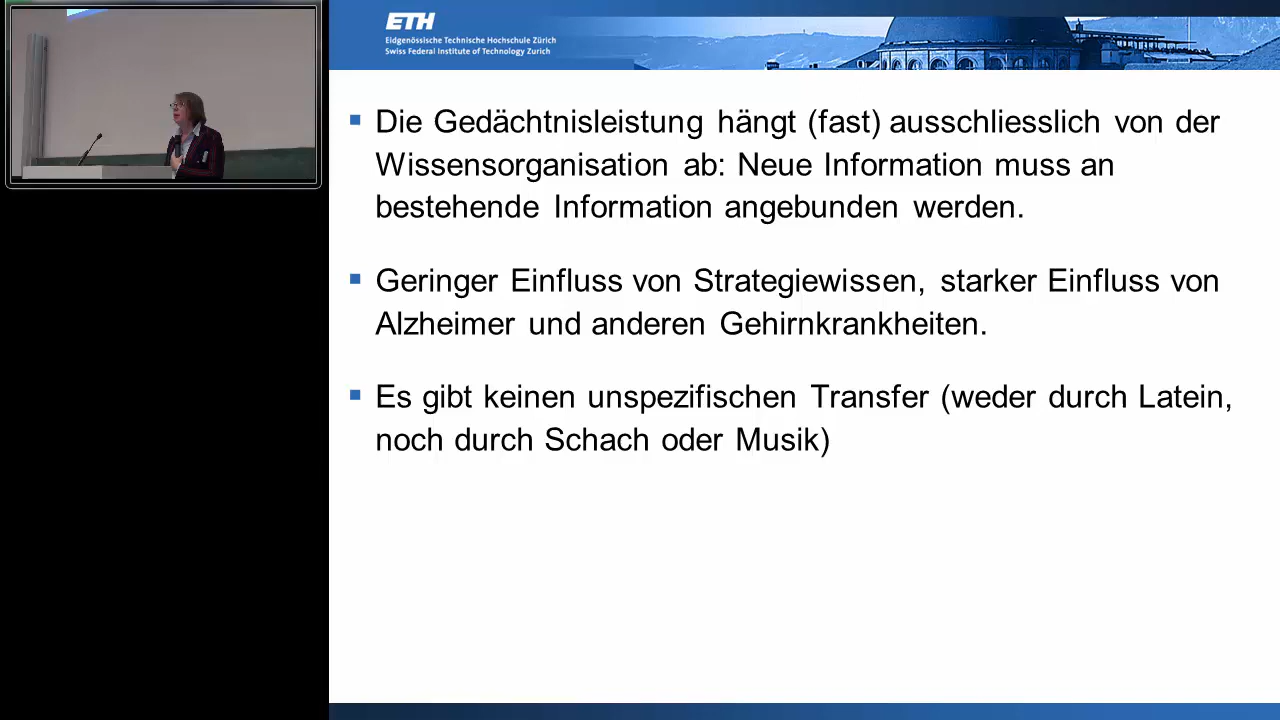 ETH
Eidgenössische Technische Hochschule Zürich
Swiss Federal Institute of Technology Zurich
Die Gedächtnisleistung hängt (fast) ausschliesslich von der
Wissensorganisation ab: Neue Information muss an
bestehende Information angebunden werden.
Geringer Einfluss von Strategiewissen, starker Einfluss von
Alzheimer und anderen Gehirnkrankheiten.
Es gibt keinen unspezifischen Transfer (weder durch Latein,
noch durch Schach oder Musik)